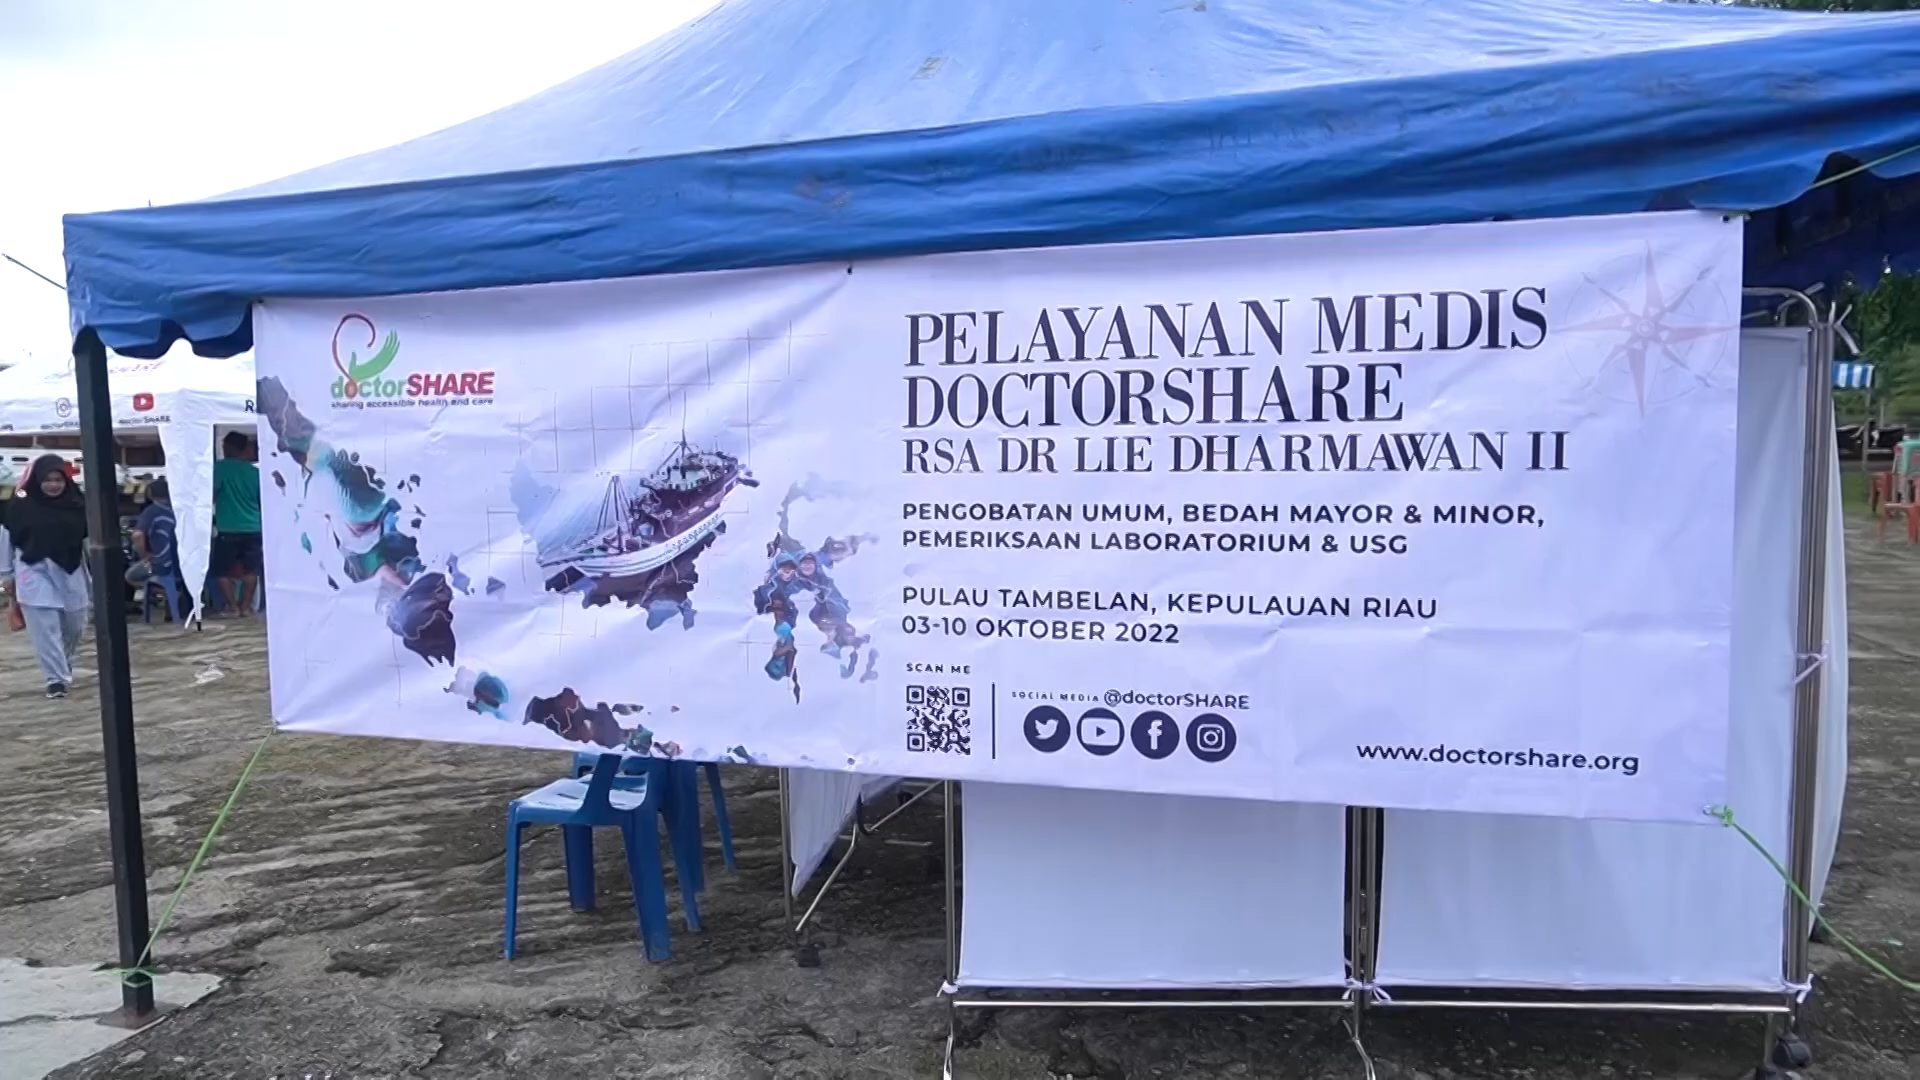 doctorSHARE
sharing accessible health and care
PELAYANAN MEDIS
DOCTORSHARE
RSA DR LIE DHARMAWAN II
PENGOBATAN UMUM, BEDAH MAYOR & MINOR,
PEMERIKSAAN LABORATORIUM & USG
PULAU TAMBELAN, KEPULAUAN RIAU
03-10 OKTOBER 2022
SCAN ME
SOCIAL MEDIA @doctorSHARE
www.doctorshare.org
doctorSHARE